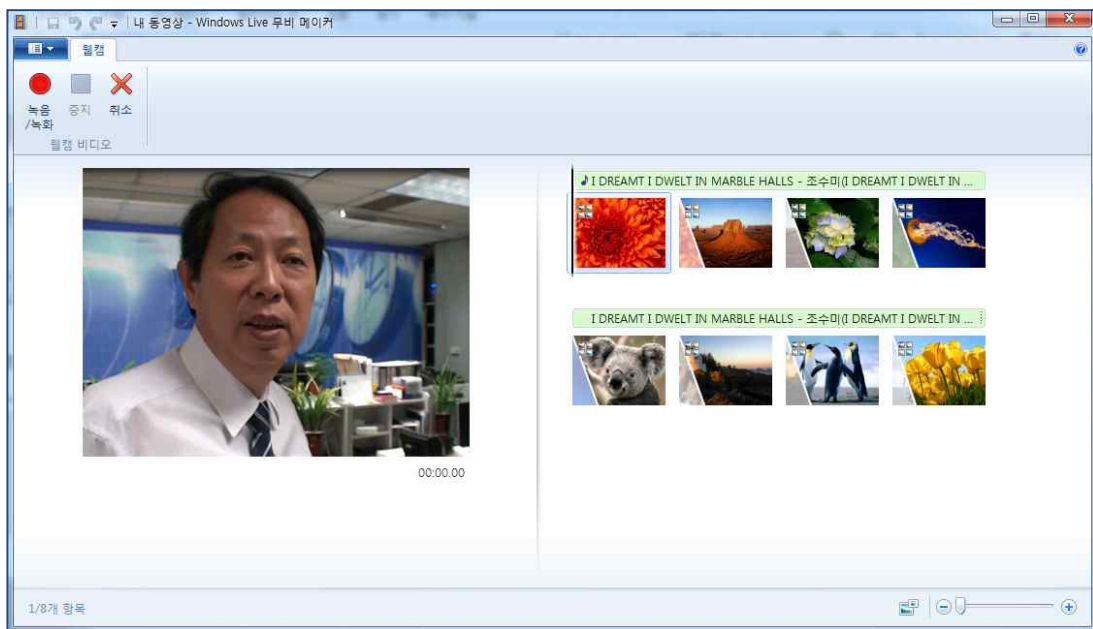 내 동영상 - Windows Live 무비 메이커
웹캠
녹음
/녹화
중지
취소
웹캠 비디오
I DREAMT I DWELT IN MARBLE HALLS - 조수미(I DREAMT I DWELT IN ...
I DREAMT I DWELT IN MARBLE HALLS - 조수미(I DREAMT I DWELT IN ...
00:00.00
1/8개 항목